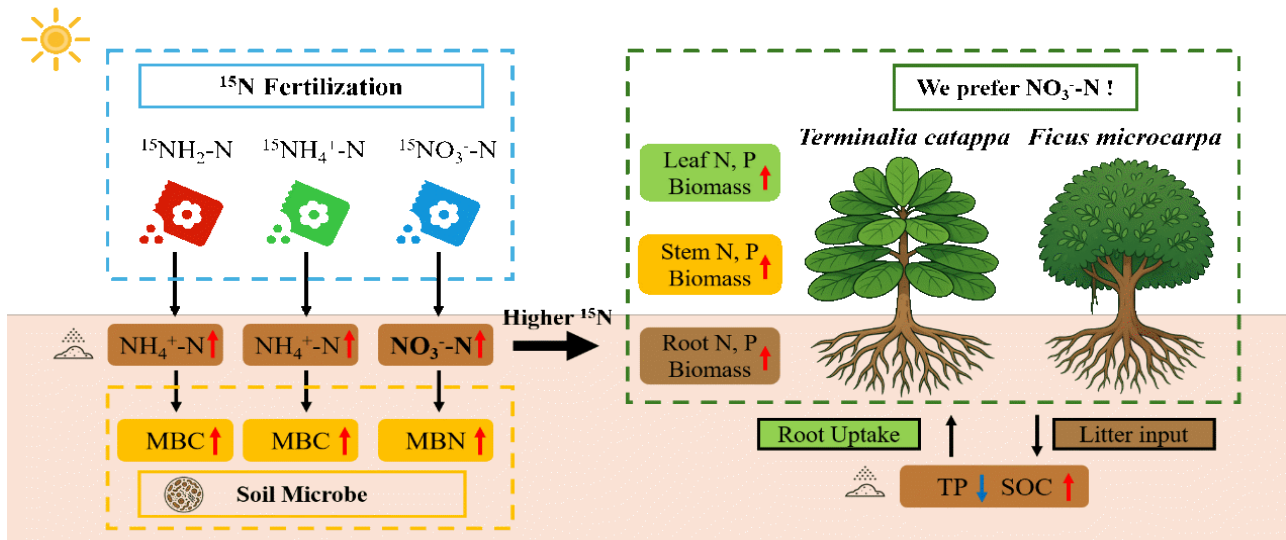 ¹⁵N Fertilization
¹⁵NH₂-N ¹⁵NH₄⁺-N ¹⁵NO₃⁻-N
NH₄⁺-N NH₄⁺-N NO₃⁻-N
MBC MBC MBN
Soil Microbe
Higher ¹⁵N
We prefer NO₃⁻-N !
Terminalia catappa Ficus microcarpa
Leaf N, P
Biomass
Stem N, P
Biomass
Root N, P
Biomass
Root Uptake Litter input
TP SOC